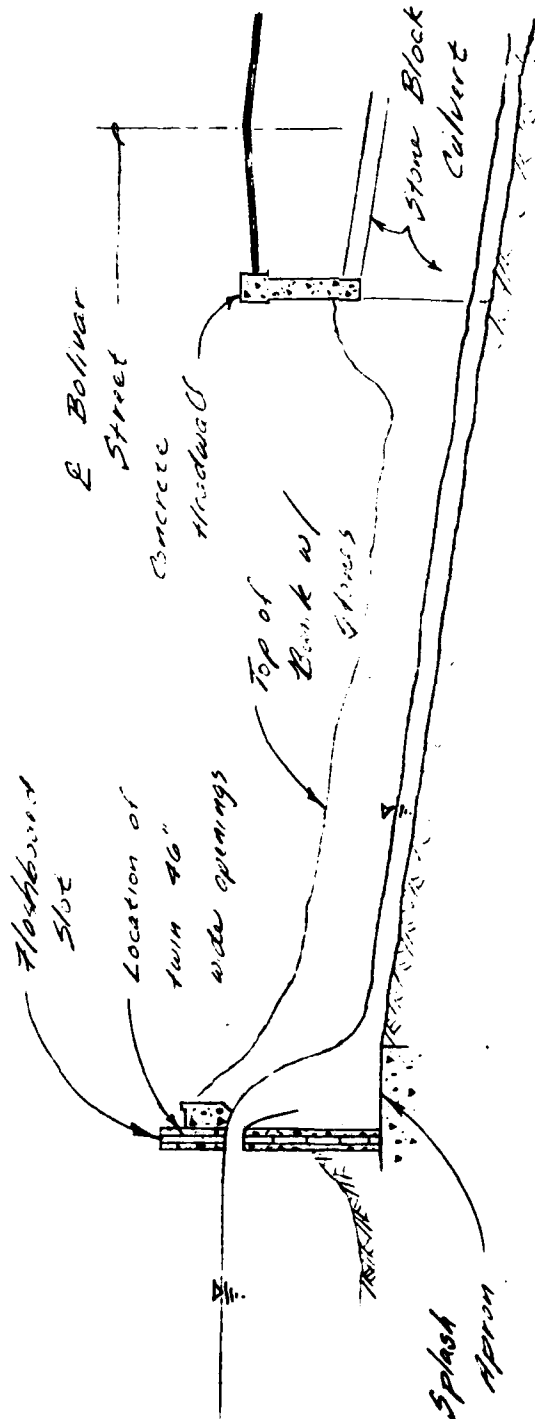 Flashboard
Slot
Location of
twin 46"
wide openings
Top of
Bank w/
Stones
℄ Bolivar
Street
Concrete
Headwall
Stone Block
Culvert
Splash
Apron